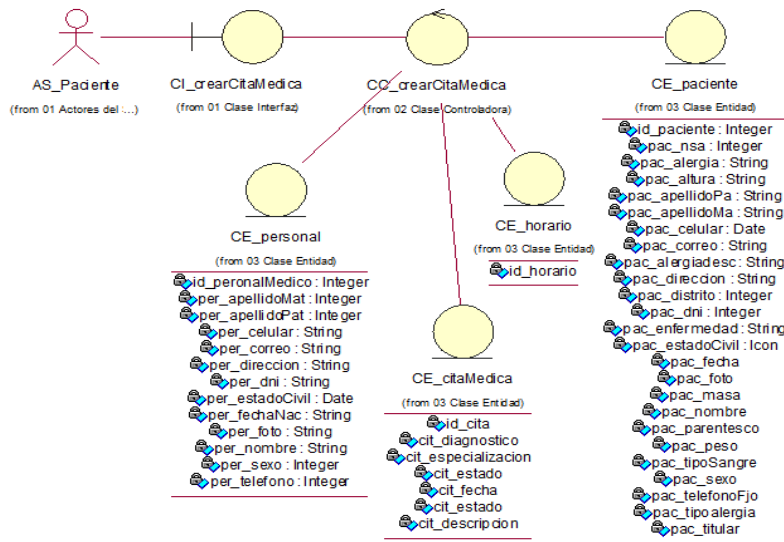 AS_Paciente
(from 01 Actores del :...)
CI_crearCitaMedica
(from 01 Clase Interfaz)
CC_crearCitaMedica
(from 02 Clase Controladora)
CE_paciente
(from 03 Clase Entidad)
id_paciente : Integer
pac_nsa : Integer
pac_alergia : String
pac_altura : String
pac_apellidoPa : String
pac_apellidoMa : String
pac_celular : Date
pac_correo : String
pac_alergiadesc : String
pac_direccion : String
pac_distrito : Integer
pac_dni : Integer
pac_enfermedad : String
pac_estadoCivil : Icon
pac_fecha
pac_foto
pac_masa
pac_nombre
pac_parentesco
pac_peso
pac_tipoSangre
pac_sexo
pac_telefonoFjo
pac_tipoalergia
pac_titular
CE_personal
(from 03 Clase Entidad)
id_peronalMedico : Integer
per_apellidoMat : Integer
per_apellidoPat : Integer
per_celular : String
per_correo : String
per_direccion : String
per_dni : String
per_estadoCivil : Date
per_fechaNac : String
per_foto : String
per_nombre : String
per_sexo : Integer
per_telefono : Integer
CE_horario
(from 03 Clase Entidad)
id_horario
CE_citaMedica
(from 03 Clase Entidad)
id_cita
cit_diagnostico
cit_especializacion
cit_estado
cit_fecha
cit_estado
cit_descripcion